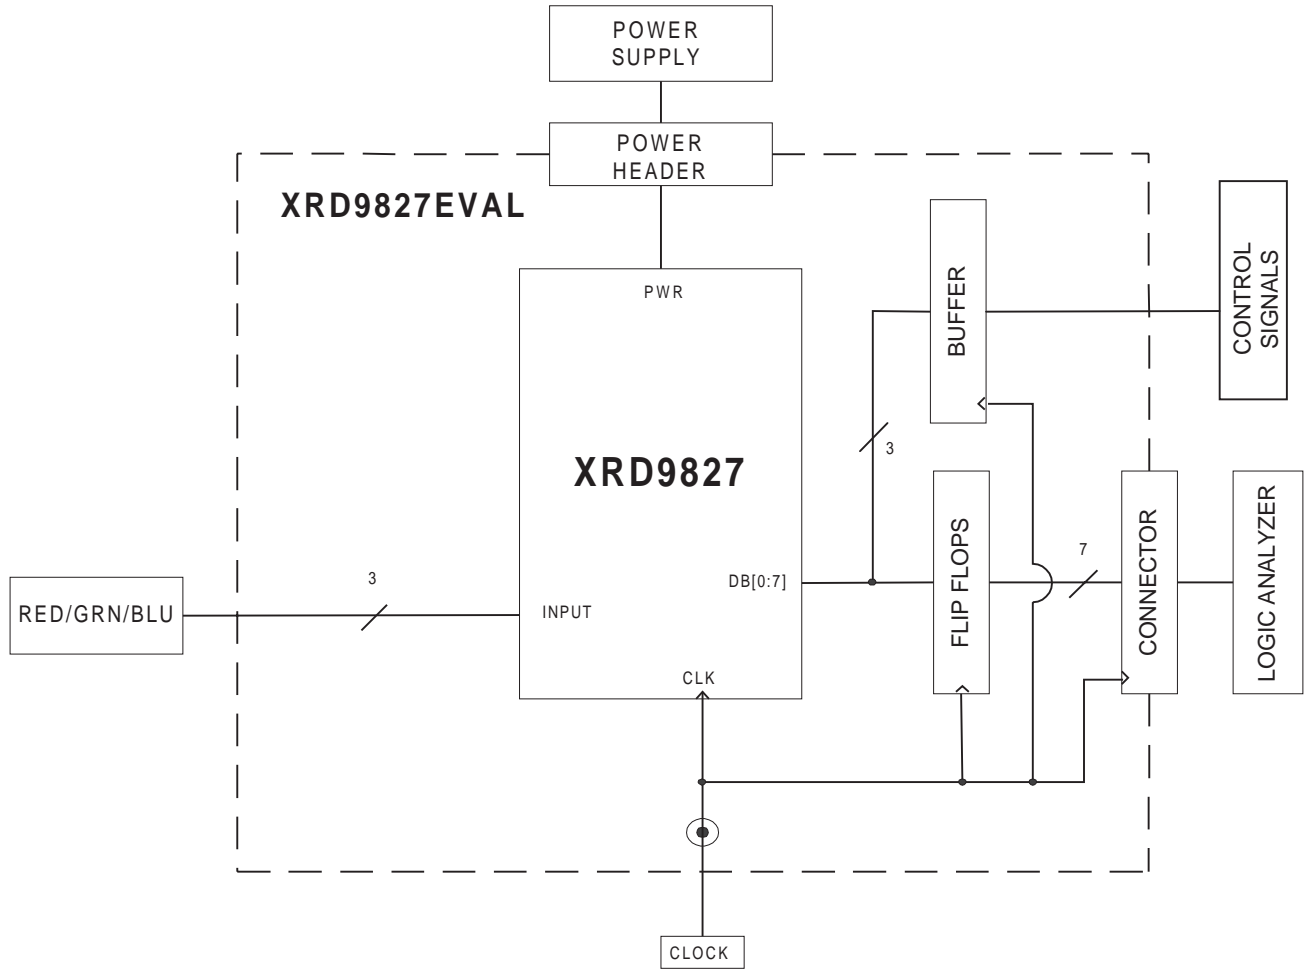 POWER
SUPPLY
POWER
HEADER
XRD9827EVAL
PWR
BUFFER
CONTROL
SIGNALS
3
XRD9827
FLIP FLOPS
7
CONNECTOR
LOGIC ANALYZER
DB[0:7]
3
RED/GRN/BLU
INPUT
CLK
CLOCK